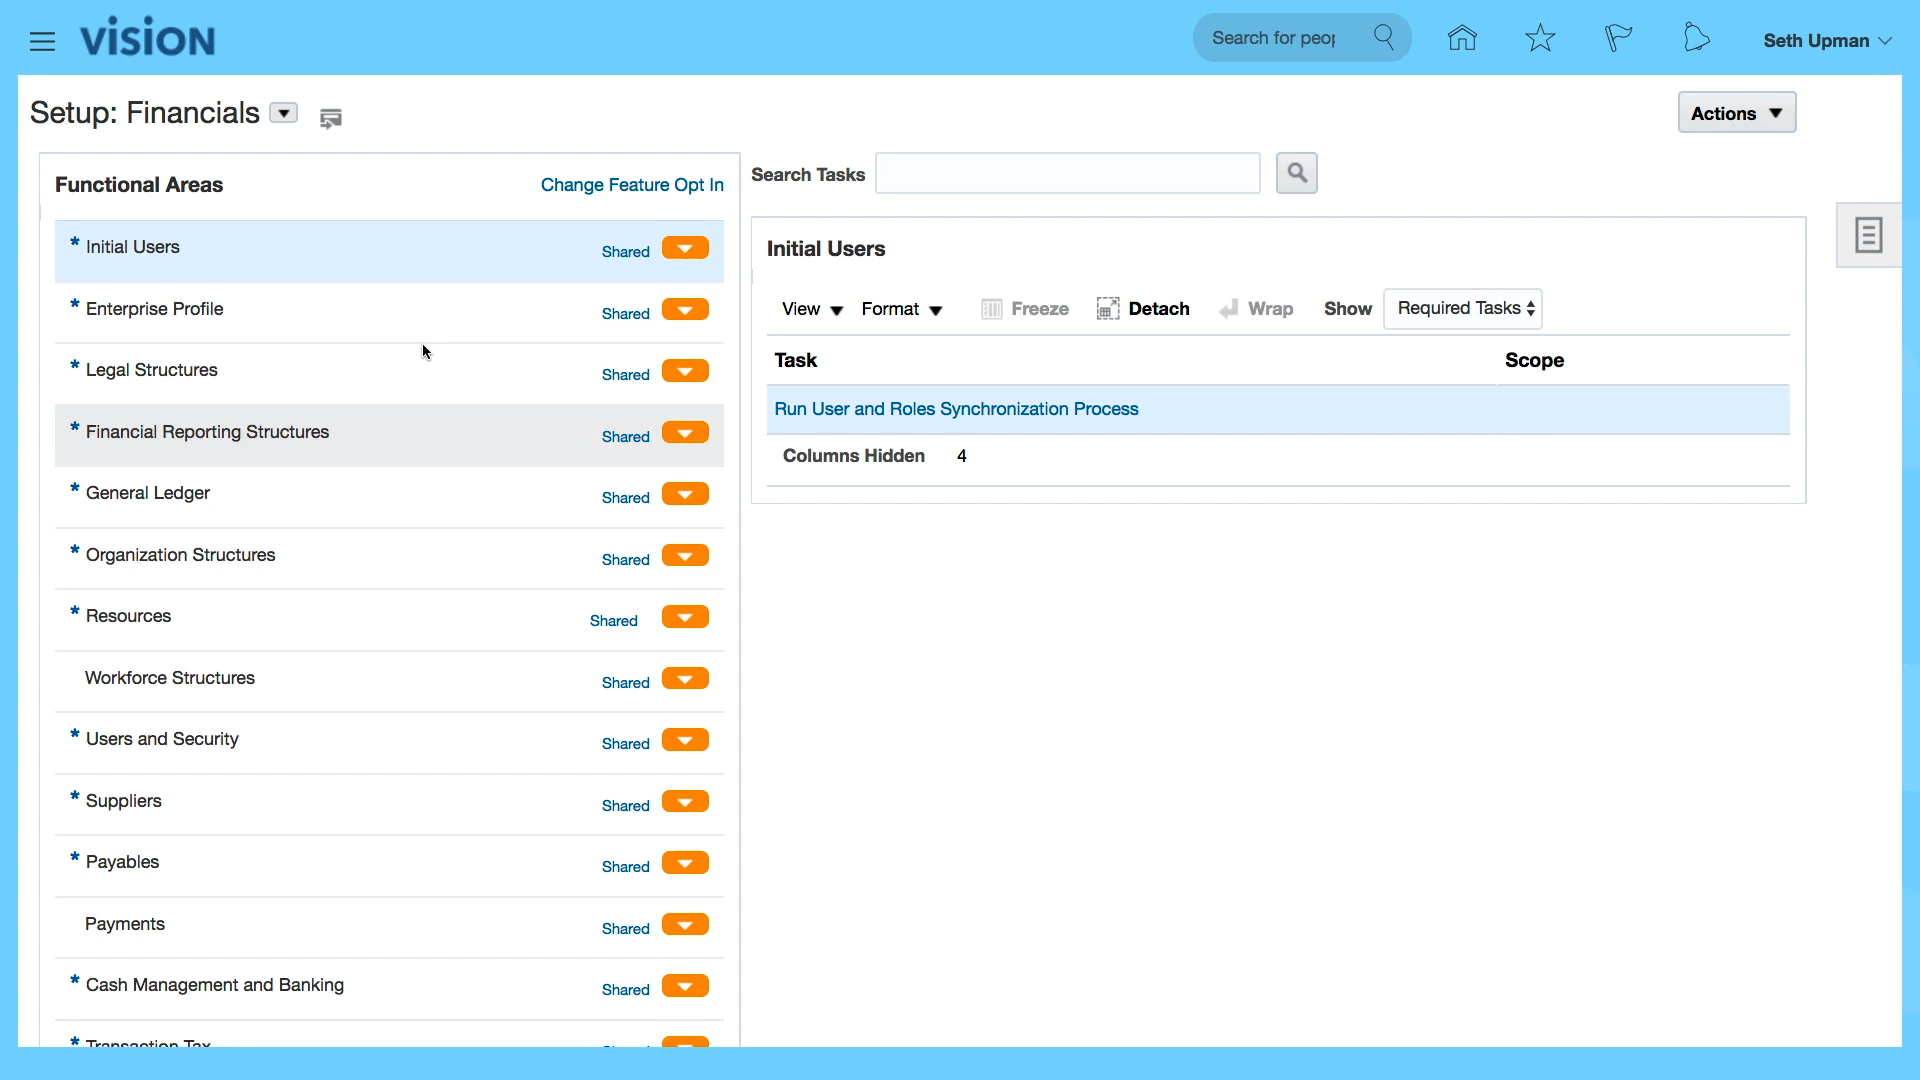 vision
Search for peop
Seth Upman
Setup: Financials
Actions
Functional Areas
Change Feature Opt In
Search Tasks
* Initial Users Shared
* Enterprise Profile Shared
* Legal Structures Shared
* Financial Reporting Structures Shared
* General Ledger Shared
* Organization Structures Shared
* Resources Shared
Workforce Structures Shared
* Users and Security Shared
* Suppliers Shared
* Payables Shared
Payments Shared
* Cash Management and Banking Shared
* Transaction Tax
Initial Users
View Format Freeze Detach Wrap Show Required Tasks
Task Scope
Run User and Roles Synchronization Process
Columns Hidden 4